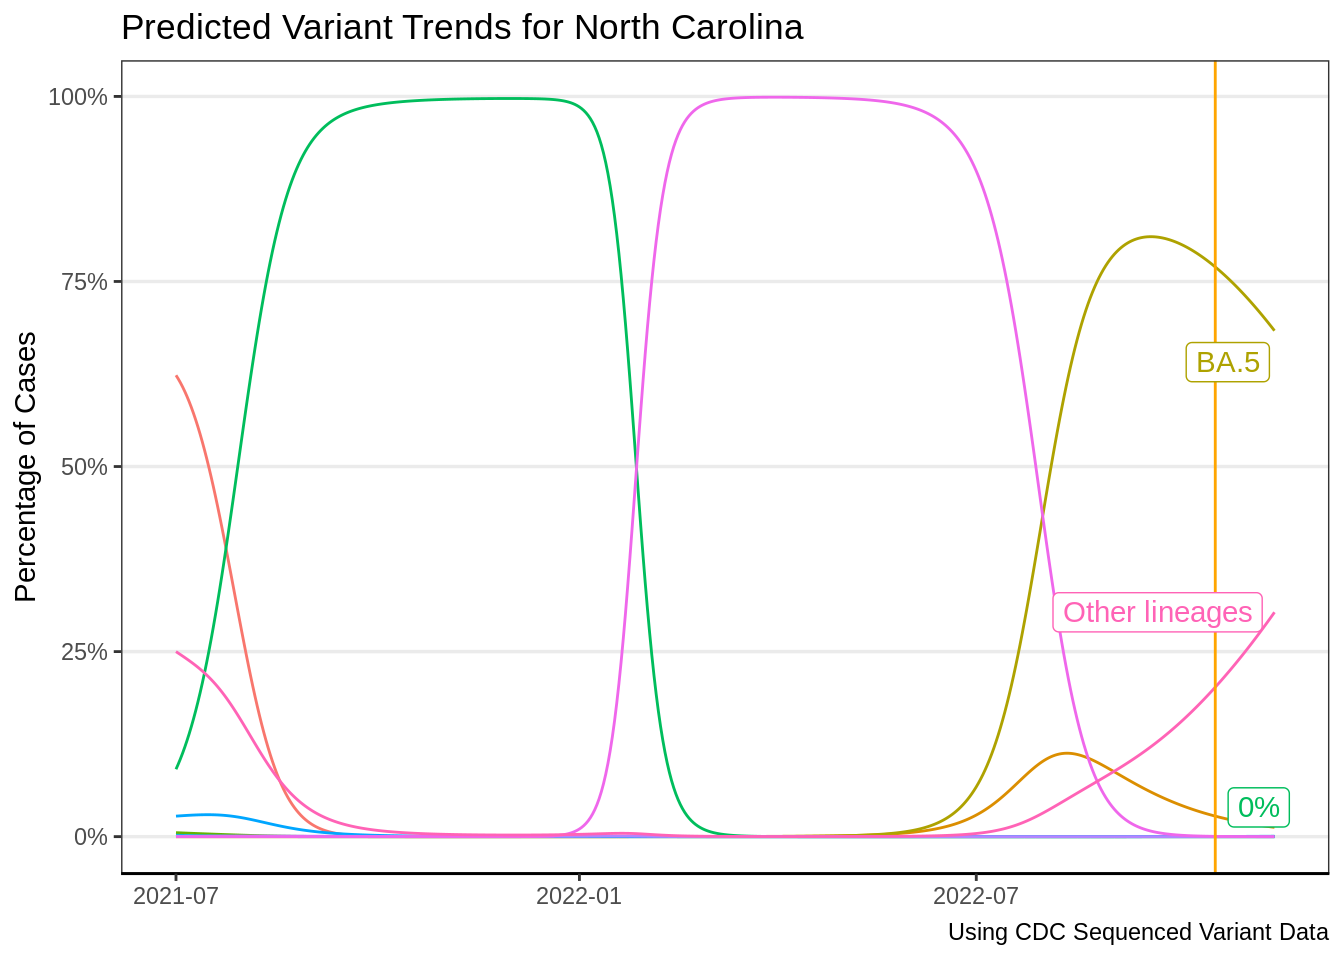 Predicted Variant Trends for North Carolina
Percentage of Cases
100%
75%
50%
25%
0%
BA.5
Other lineages
0%
2021-07
2022-01
2022-07
Using CDC Sequenced Variant Data